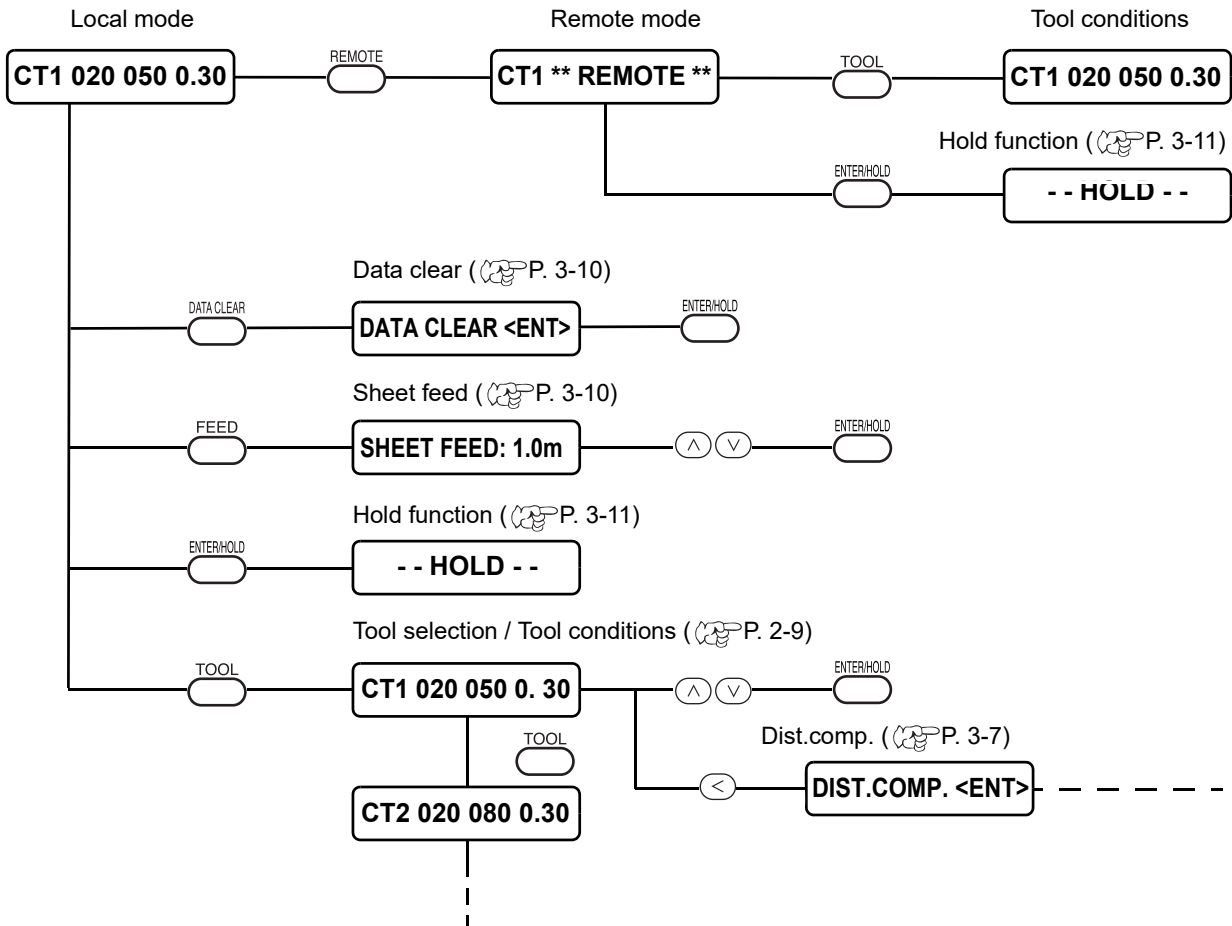 Local mode
Remote mode
Tool conditions
CT1 020 050 0.30
REMOTE
CT1 ** REMOTE **
TOOL
CT1 020 050 0.30
Hold function (P. 3-11)
ENTER/HOLD
- - HOLD - -
Data clear (P. 3-10)
DATA CLEAR
DATA CLEAR <ENT>
ENTER/HOLD
Sheet feed (P. 3-10)
FEED
SHEET FEED: 1.0m
ENTER/HOLD
Hold function (P. 3-11)
ENTER/HOLD
- - HOLD - -
Tool selection / Tool conditions (P. 2-9)
TOOL
CT1 020 050 0. 30
ENTER/HOLD
TOOL
Dist.comp. (P. 3-7)
DIST.COMP. <ENT>
CT2 020 080 0.30